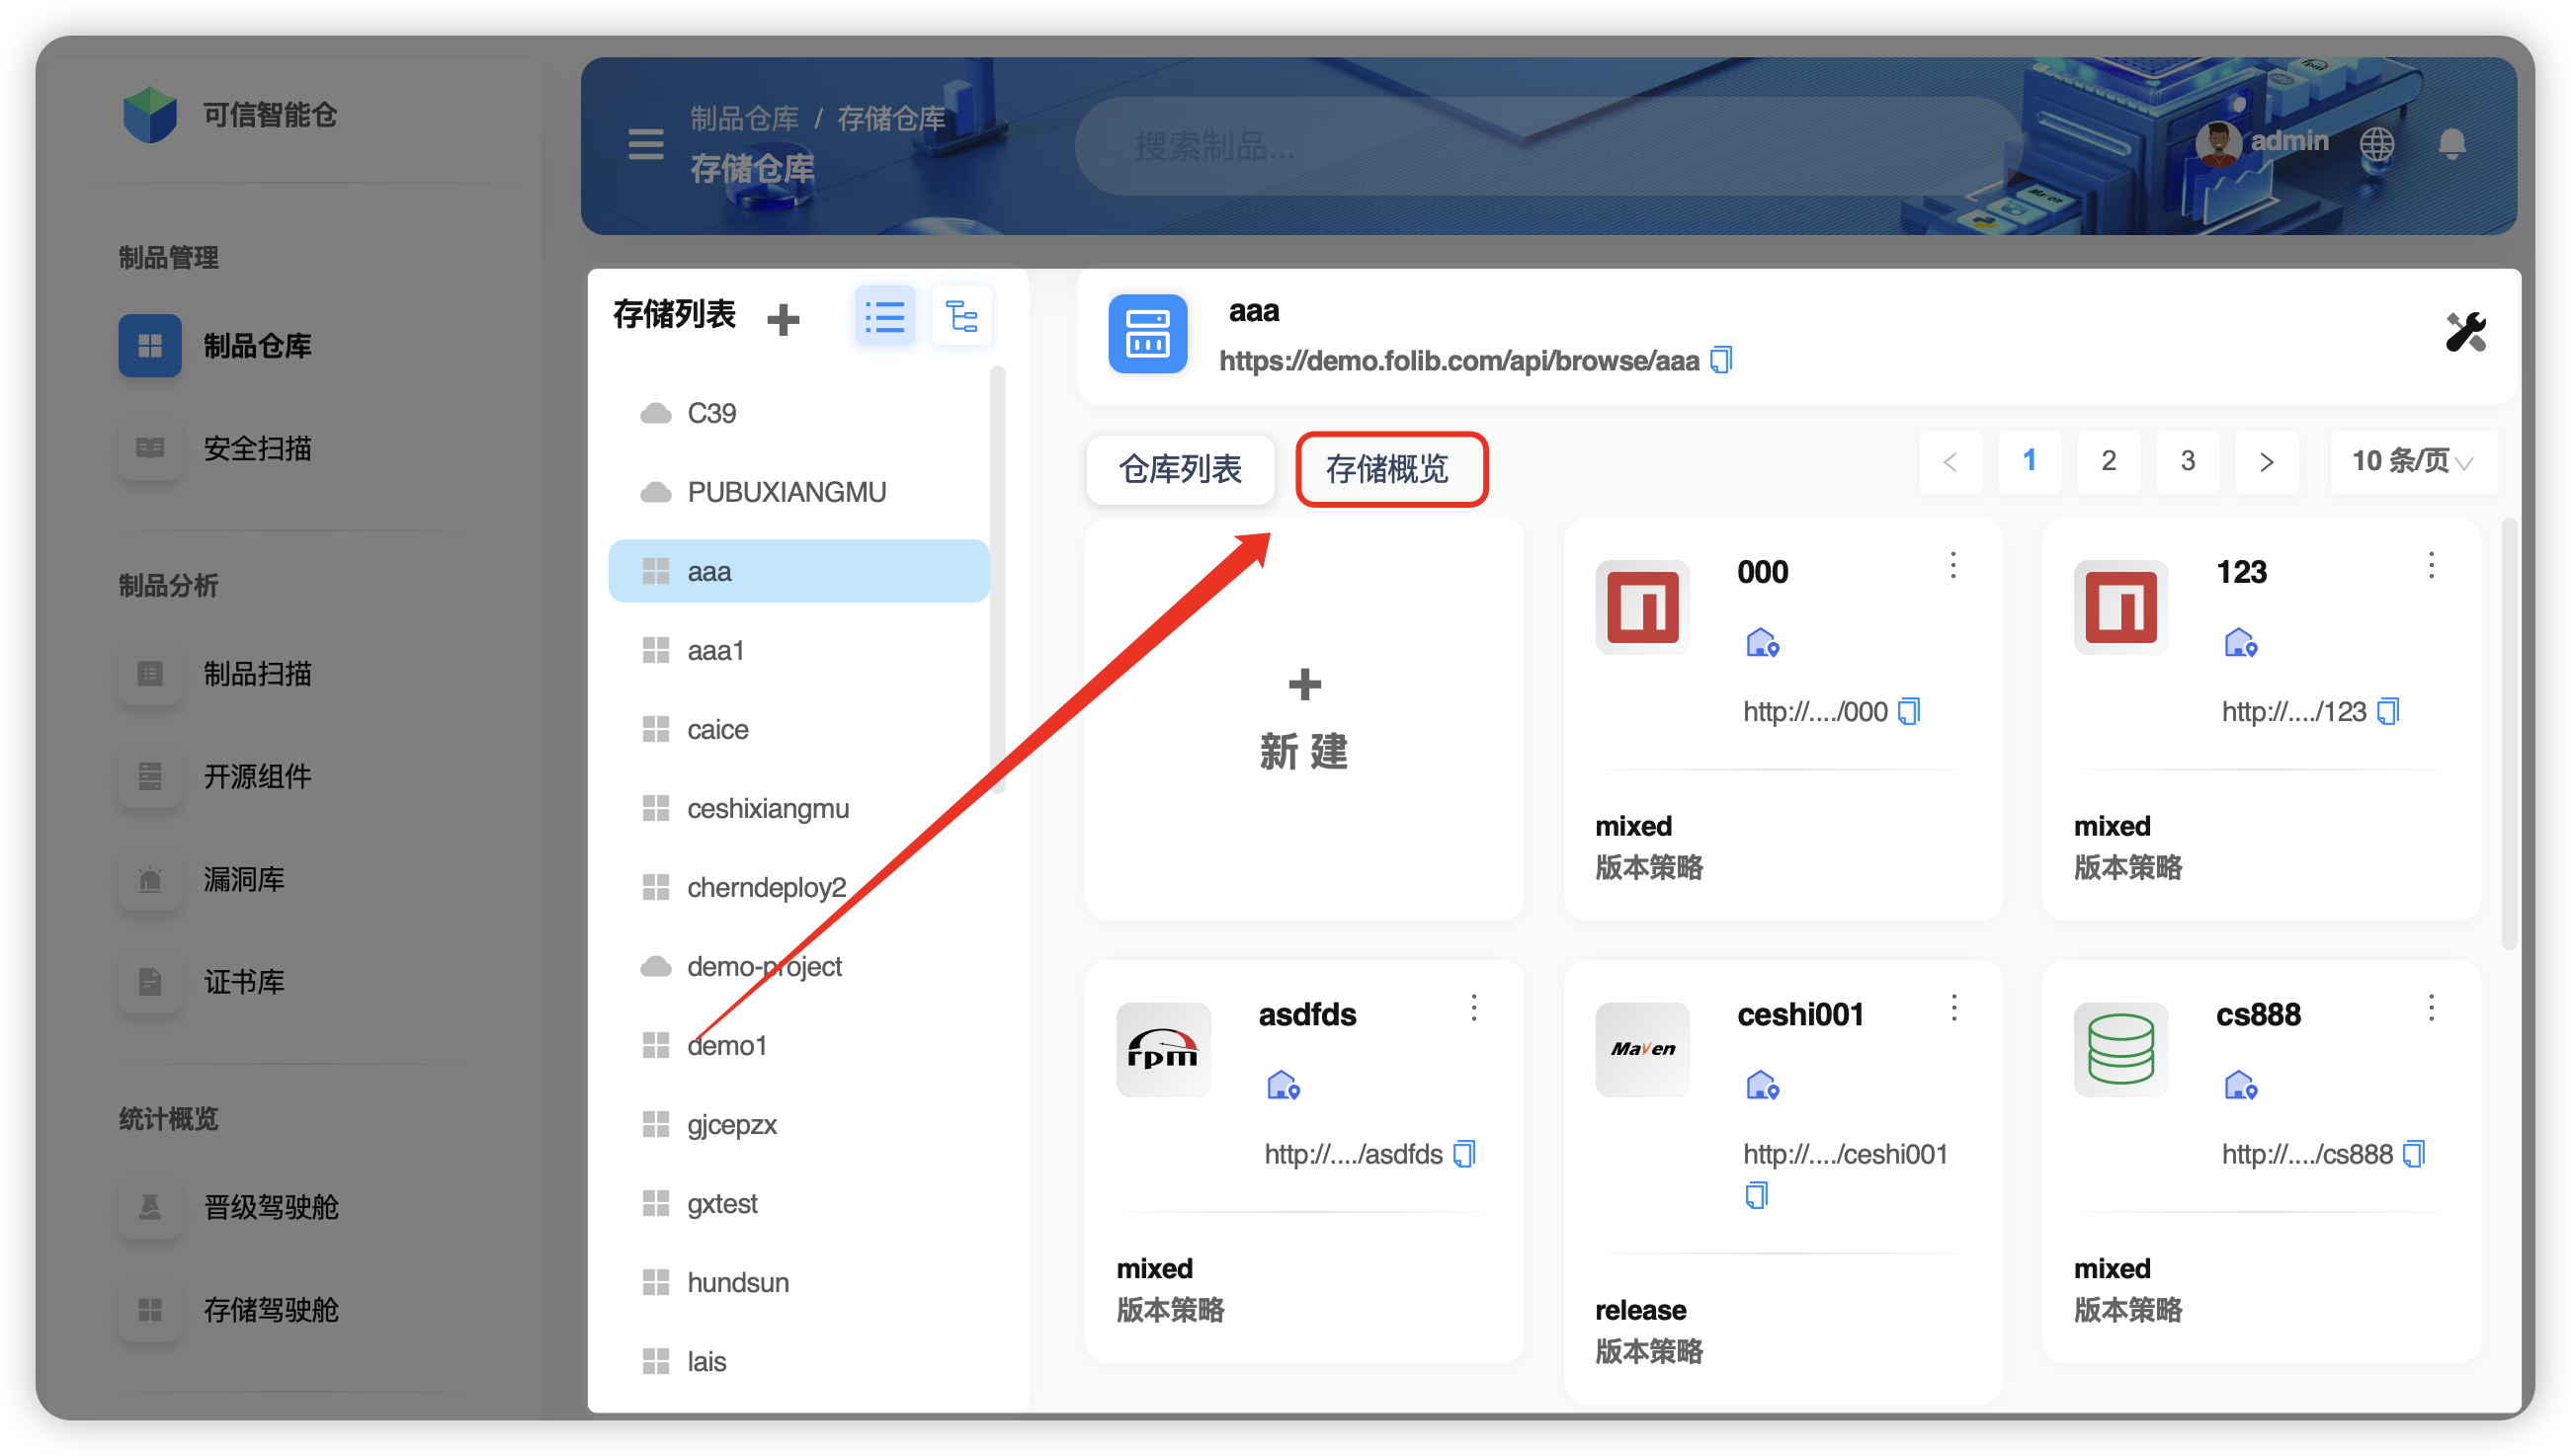 可信智能仓
制品管理
制品仓库
安全扫描
制品分析
制品扫描
开源组件
漏洞库
证书库
统计概览
晋级驾驶舱
存储驾驶舱
制品仓库 / 存储仓库
存储仓库
搜索制品...
admin
存储列表
C39
PUBUXIANGMU
aaa
aaa1
caice
ceshixiangmu
cherndeploy2
demo-project
demo1
gjcepzx
gxtest
hundsun
lais
aaa
https://demo.folib.com/api/browse/aaa
仓库列表
存储概览
< 1 2 3 > 10 条/页
+
新 建
000
http://..../000
mixed
版本策略
123
http://..../123
mixed
版本策略
rpm
asdfds
http://..../asdfds
mixed
版本策略
Maven
ceshi001
http://..../ceshi001
release
版本策略
cs888
http://..../cs888
mixed
版本策略